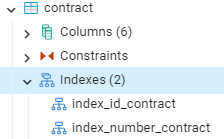 contract
Columns (6)
Constraints
Indexes (2)
index_id_contract
index_number_contract